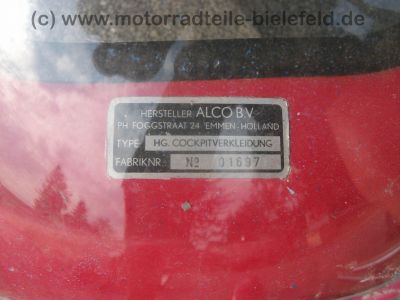 (c) www.motorradteile-bielefeld.de
HERSTELLER ALCO B.V.
PH. FOGGSTRAAT 24 EMMEN-HOLLAND
TYPE HG. COCKPITVERKLEIDUNG
FABRIKNR. Nº 01697